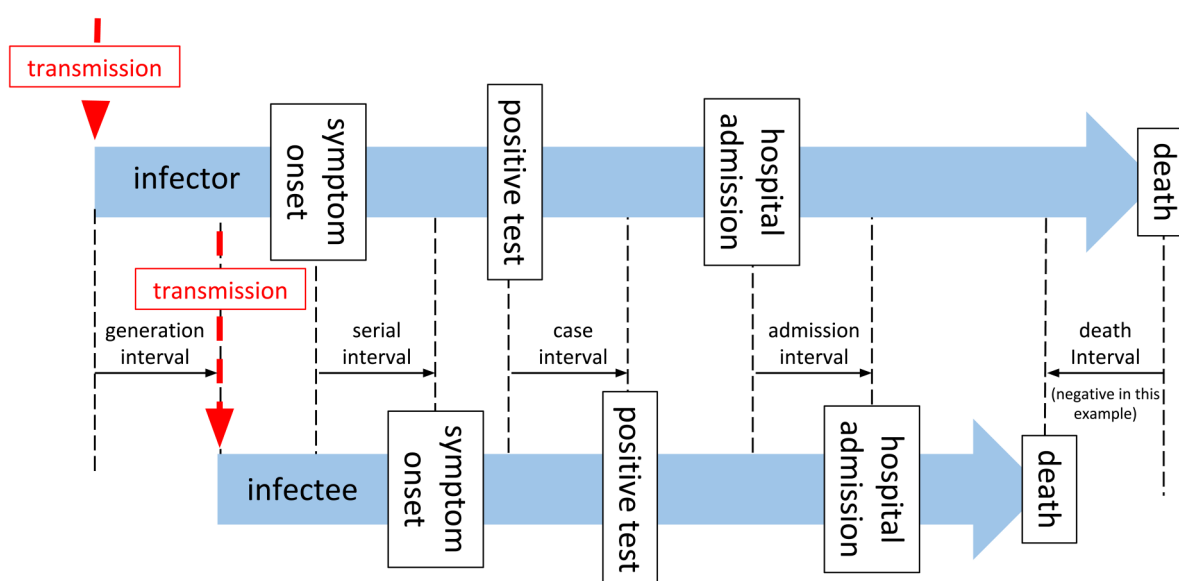 transmission
infector
symptom
onset
positive test
hospital
admission
death
transmission
generation
interval
serial
interval
case
interval
admission
interval
death
Interval
(negative in this
example)
infectee
symptom
onset
positive test
hospital
admission
death